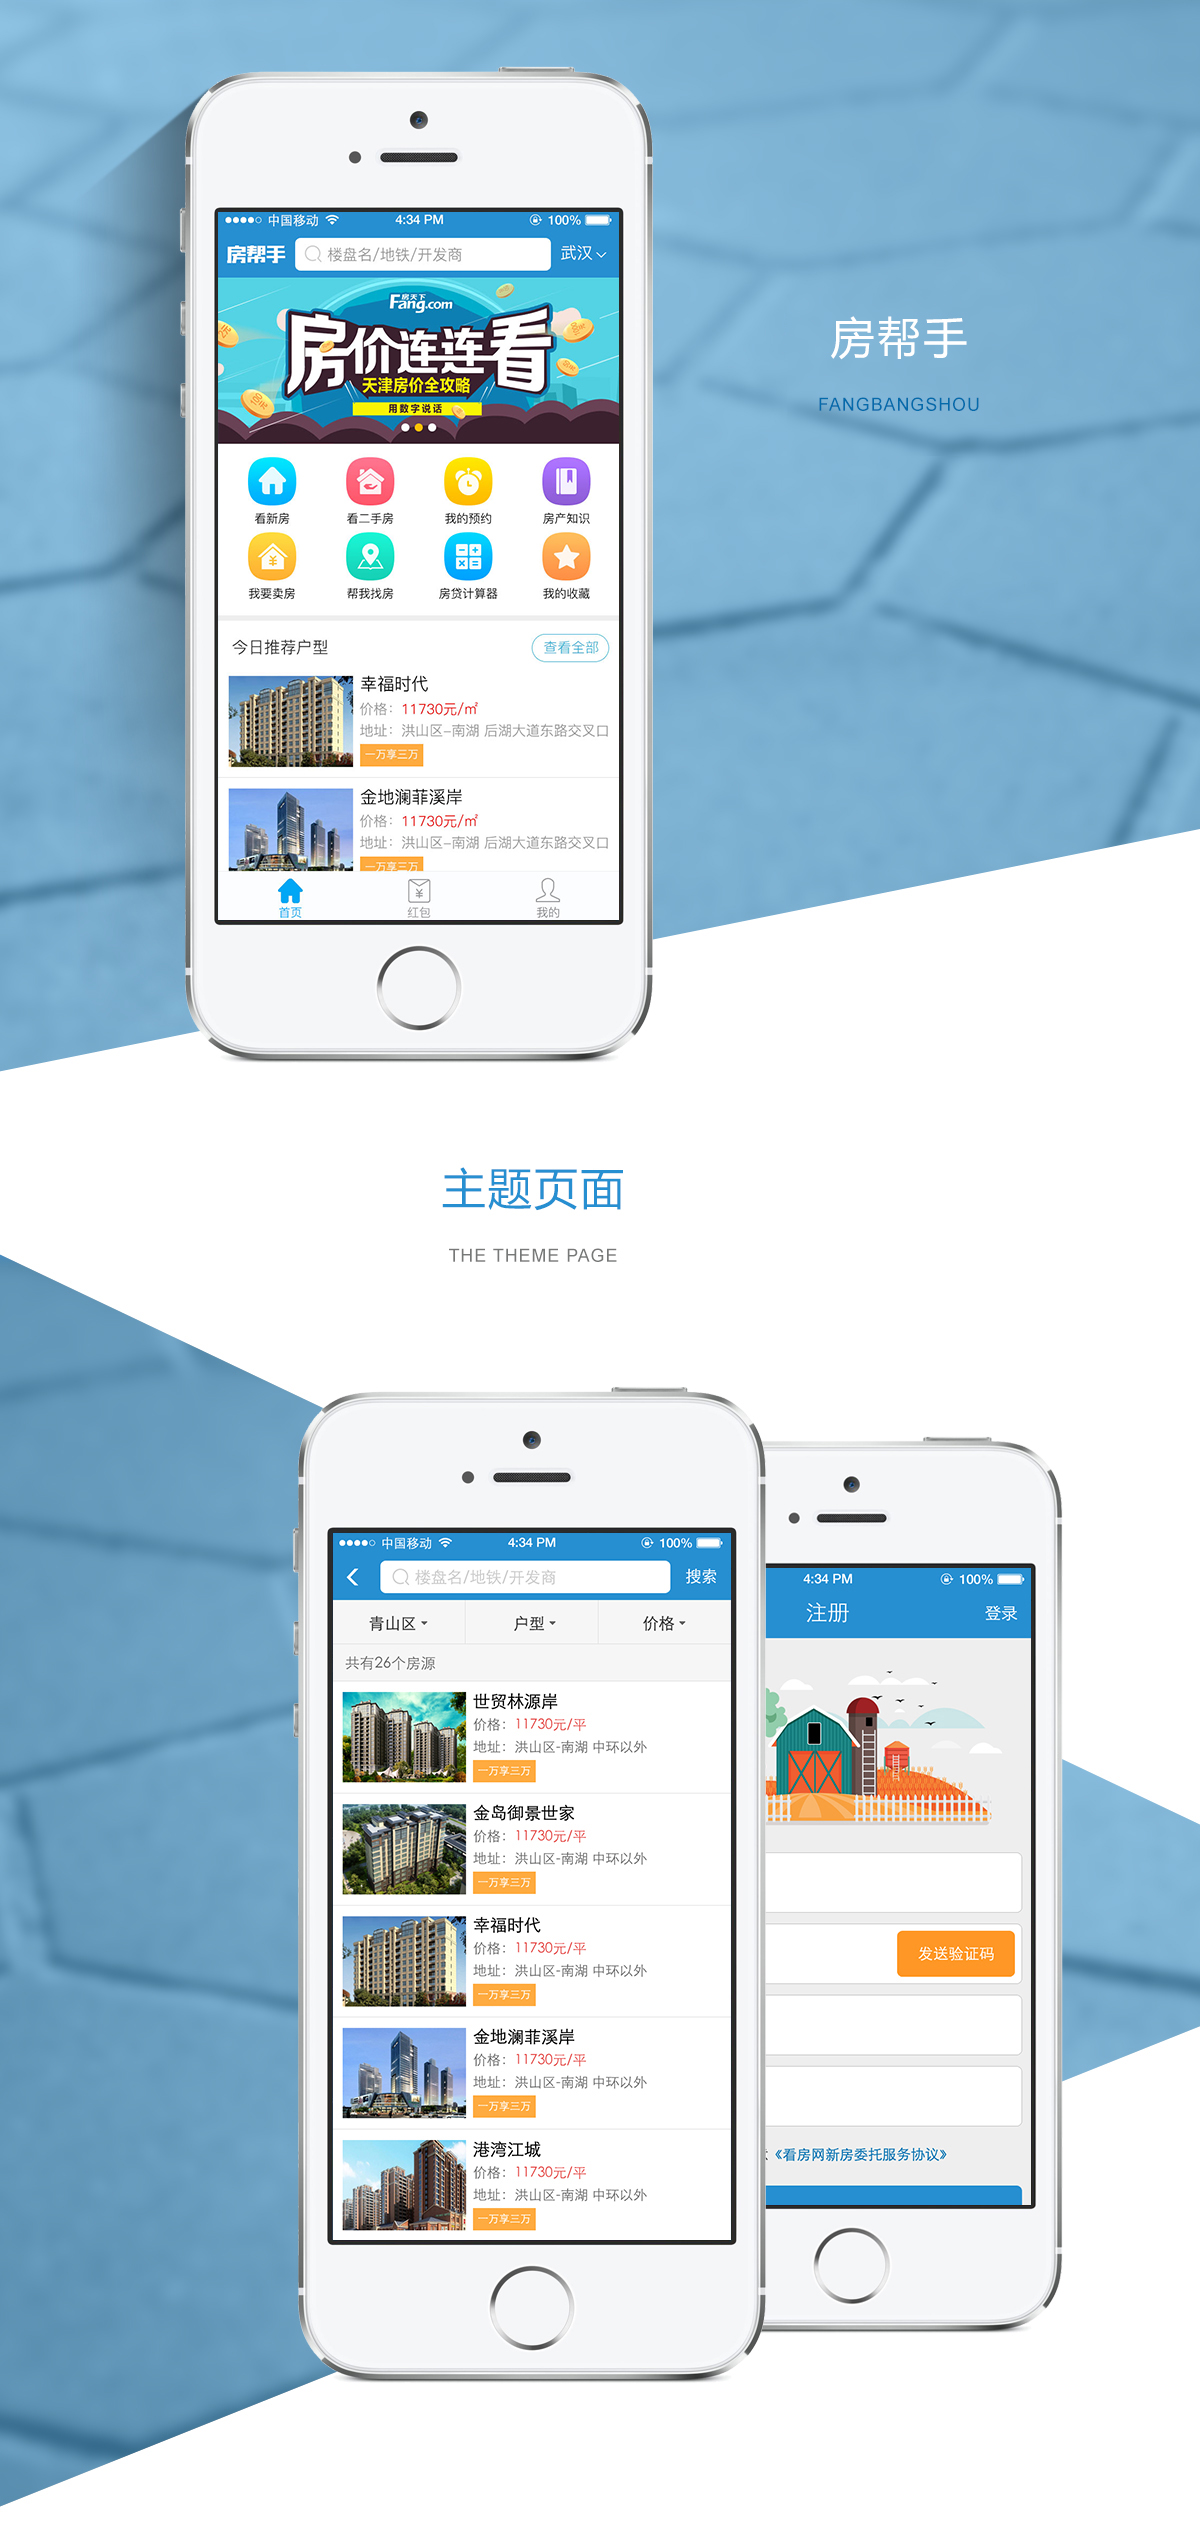 中国移动 4:34 PM 100%
房帮手 楼盘名/地铁/开发商 武汉
房天下
Fang.com
房价连连看
天津房价全攻略
用数字说话
看新房 看二手房 我的预约 房产知识
我要卖房 帮我找房 房贷计算器 我的收藏
今日推荐户型 查看全部
幸福时代
价格：11730元/㎡
地址：洪山区-南湖 后湖大道东路交叉口
一万享三万
金地澜菲溪岸
价格：11730元/㎡
地址：洪山区-南湖 后湖大道东路交叉口
一万享三万
首页 红包 我的
房帮手
FANGBANGSHOU
主题页面
THE THEME PAGE
中国移动 4:34 PM 100%
楼盘名/地铁/开发商 搜索
青山区 户型 价格
共有26个房源
世贸林源岸
价格：11730元/平
地址：洪山区-南湖 中环以外
一万享三万
金岛御景世家
价格：11730元/平
地址：洪山区-南湖 中环以外
一万享三万
幸福时代
价格：11730元/平
地址：洪山区-南湖 中环以外
一万享三万
金地澜菲溪岸
价格：11730元/平
地址：洪山区-南湖 中环以外
一万享三万
港湾江城
价格：11730元/平
地址：洪山区-南湖 中环以外
一万享三万
4:34 PM 100%
注册 登录
发送验证码
《看房网新房委托服务协议》